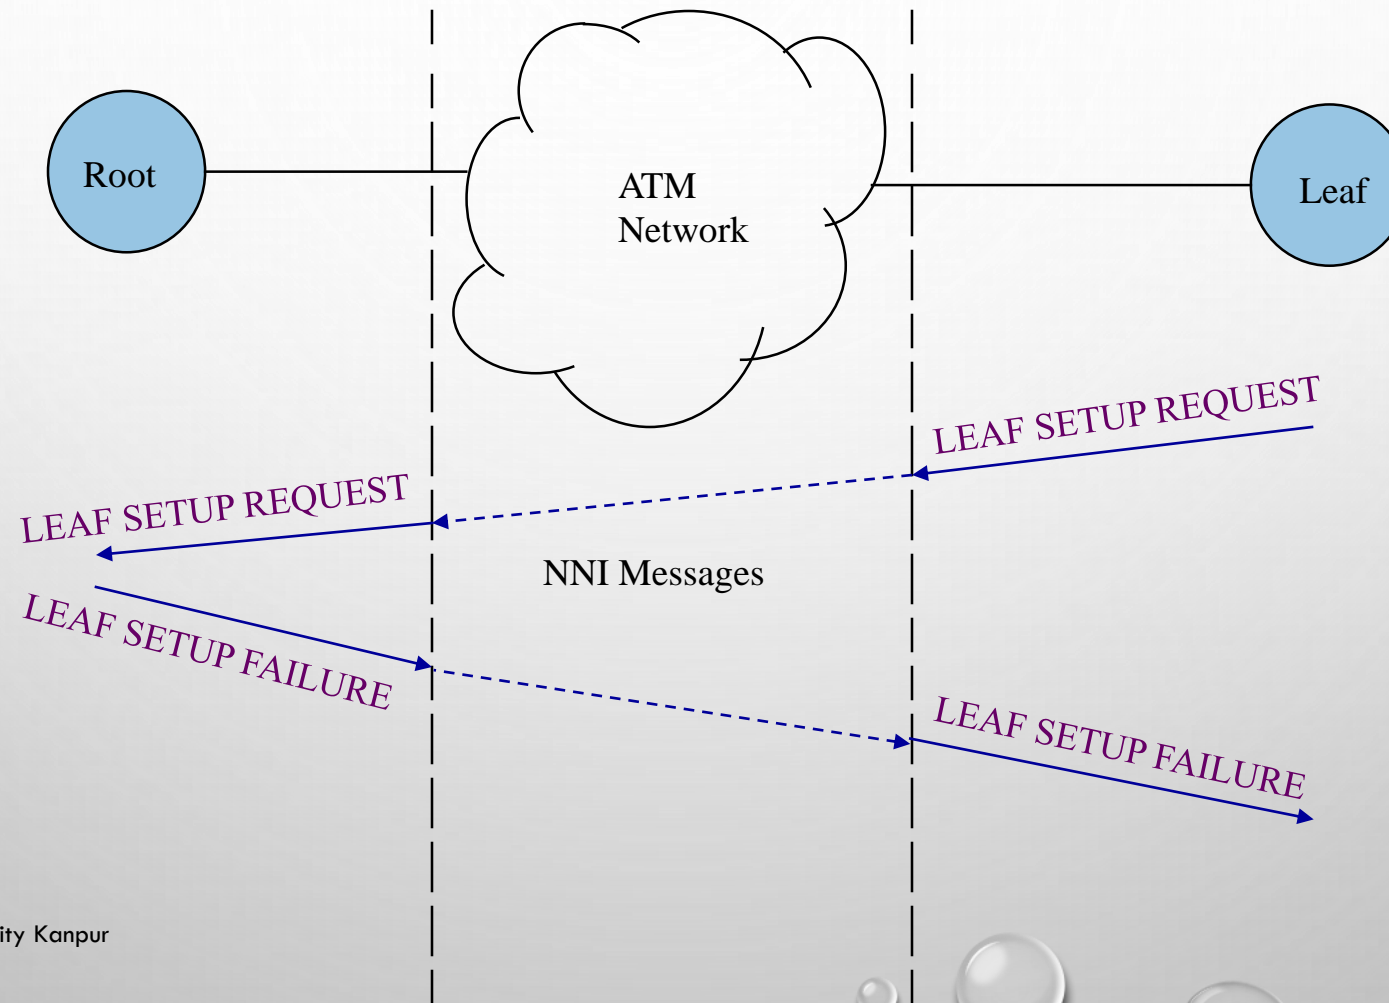 Root
ATM
Network
Leaf
LEAF SETUP REQUEST
LEAF SETUP REQUEST
NNI Messages
LEAF SETUP FAILURE
LEAF SETUP FAILURE
ity Kanpur